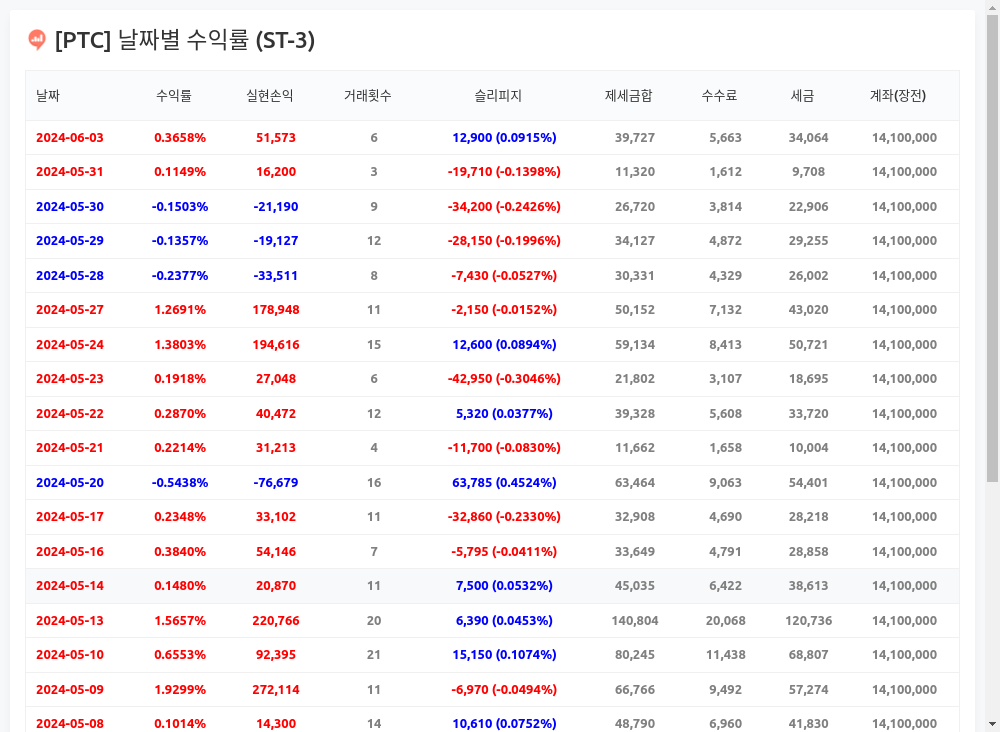 [PTC] 날짜별 수익률 (ST-3)
날짜 수익률 실현손익 거래횟수 슬리피지 제세금합 수수료 세금 계좌(장전)
2024-06-03 0.3658% 51,573 6 12,900 (0.0915%) 39,727 5,663 34,064 14,100,000
2024-05-31 0.1149% 16,200 3 -19,710 (-0.1398%) 11,320 1,612 9,708 14,100,000
2024-05-30 -0.1503% -21,190 9 -34,200 (-0.2426%) 26,720 3,814 22,906 14,100,000
2024-05-29 -0.1357% -19,127 12 -28,150 (-0.1996%) 34,127 4,872 29,255 14,100,000
2024-05-28 -0.2377% -33,511 8 -7,430 (-0.0527%) 30,331 4,329 26,002 14,100,000
2024-05-27 1.2691% 178,948 11 -2,150 (-0.0152%) 50,152 7,132 43,020 14,100,000
2024-05-24 1.3803% 194,616 15 12,600 (0.0894%) 59,134 8,413 50,721 14,100,000
2024-05-23 0.1918% 27,048 6 -42,950 (-0.3046%) 21,802 3,107 18,695 14,100,000
2024-05-22 0.2870% 40,472 12 5,320 (0.0377%) 39,328 5,608 33,720 14,100,000
2024-05-21 0.2214% 31,213 4 -11,700 (-0.0830%) 11,662 1,658 10,004 14,100,000
2024-05-20 -0.5438% -76,679 16 63,785 (0.4524%) 63,464 9,063 54,401 14,100,000
2024-05-17 0.2348% 33,102 11 -32,860 (-0.2330%) 32,908 4,690 28,218 14,100,000
2024-05-16 0.3840% 54,146 7 -5,795 (-0.0411%) 33,649 4,791 28,858 14,100,000
2024-05-14 0.1480% 20,870 11 7,500 (0.0532%) 45,035 6,422 38,613 14,100,000
2024-05-13 1.5657% 220,766 20 6,390 (0.0453%) 140,804 20,068 120,736 14,100,000
2024-05-10 0.6553% 92,395 21 15,150 (0.1074%) 80,245 11,438 68,807 14,100,000
2024-05-09 1.9299% 272,114 11 -6,970 (-0.0494%) 66,766 9,492 57,274 14,100,000
2024-05-08 0.1014% 14,300 14 10,610 (0.0752%) 48,790 6,960 41,830 14,100,000